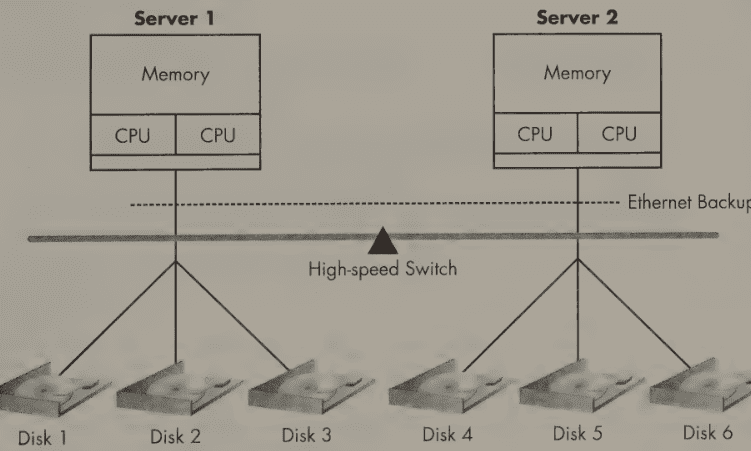 Server 1
Server 2
Memory
Memory
CPU
CPU
CPU
CPU
Ethernet Backup
High-speed Switch
Disk 1
Disk 2
Disk 3
Disk 4
Disk 5
Disk 6